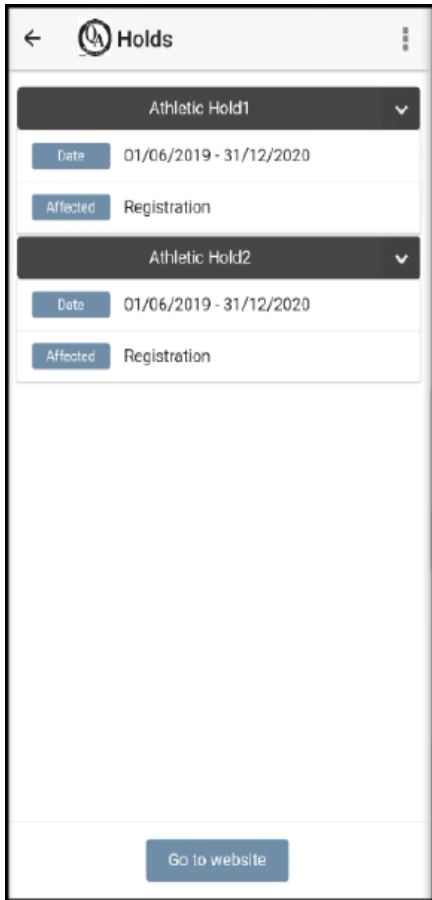 QA Holds
Athletic Hold1
Date 01/06/2019 - 31/12/2020
Affected Registration
Athletic Hold2
Date 01/06/2019 - 31/12/2020
Affected Registration
Go to website